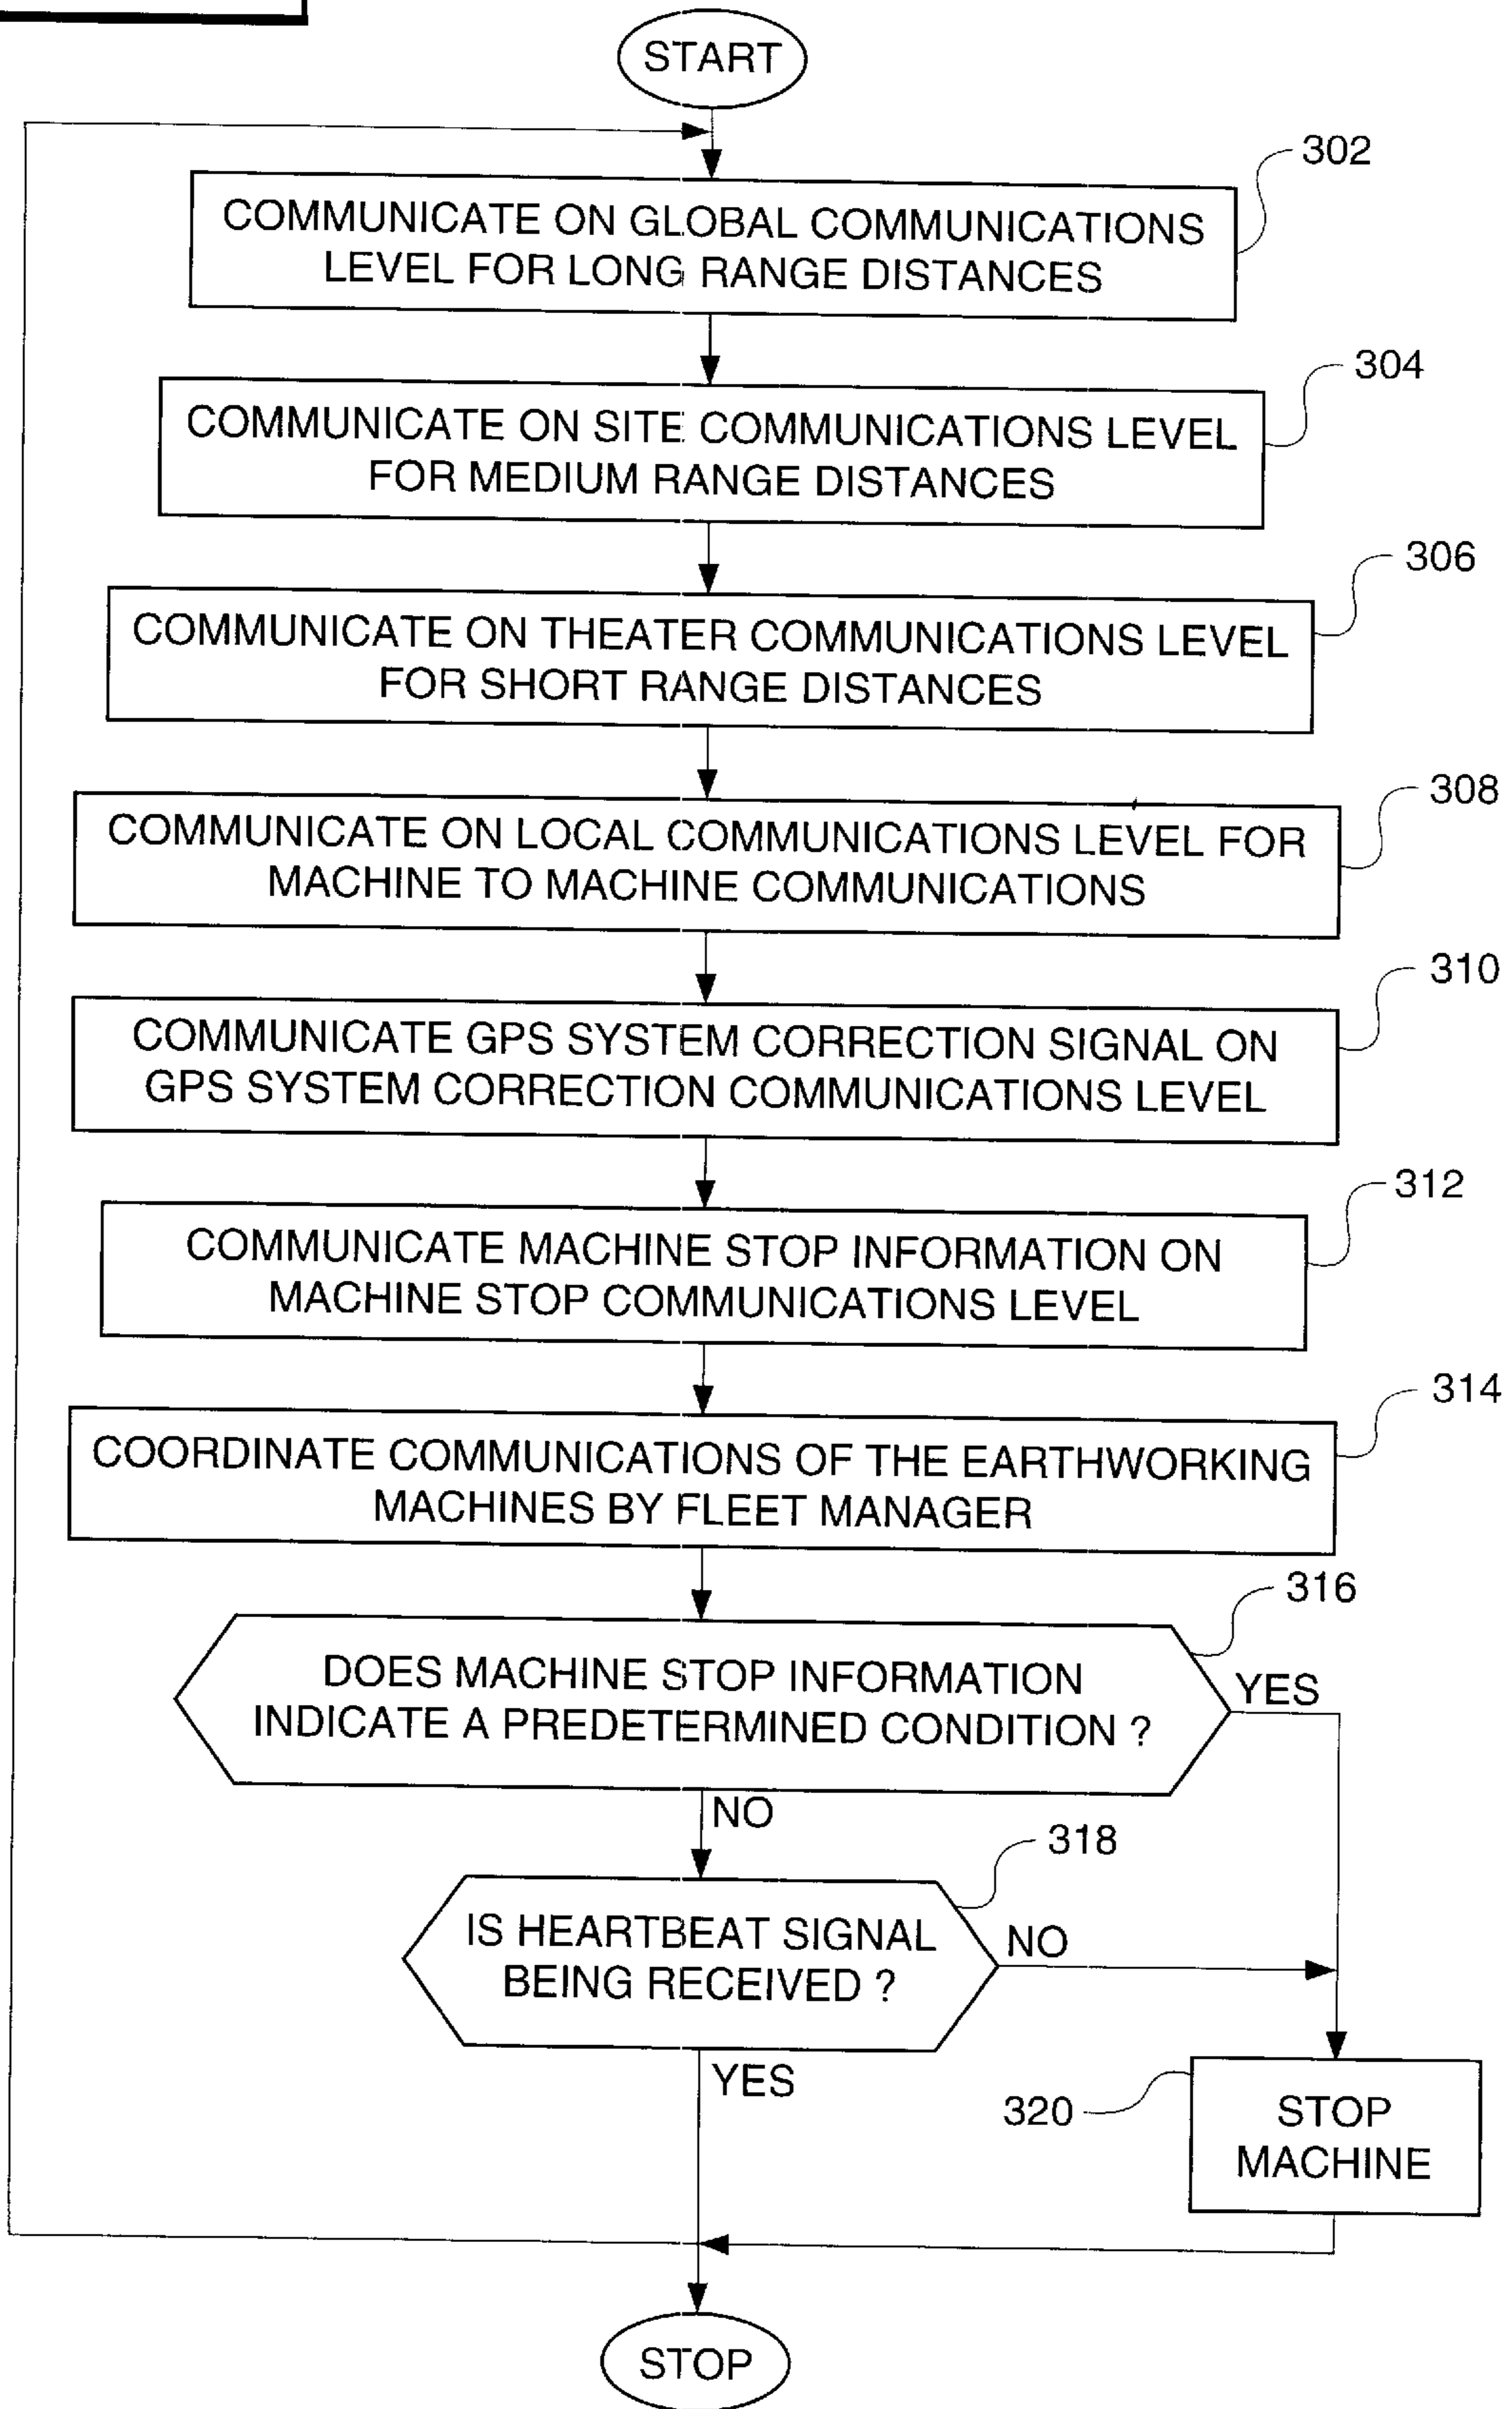 START
302
COMMUNICATE ON GLOBAL COMMUNICATIONS
LEVEL FOR LONG RANGE DISTANCES
304
COMMUNICATE ON SITE COMMUNICATIONS LEVEL
FOR MEDIUM RANGE DISTANCES
306
COMMUNICATE ON THEATER COMMUNICATIONS LEVEL
FOR SHORT RANGE DISTANCES
308
COMMUNICATE ON LOCAL COMMUNICATIONS LEVEL FOR
MACHINE TO MACHINE COMMUNICATIONS
310
COMMUNICATE GPS SYSTEM CORRECTION SIGNAL ON
GPS SYSTEM CORRECTION COMMUNICATIONS LEVEL
312
COMMUNICATE MACHINE STOP INFORMATION ON
MACHINE STOP COMMUNICATIONS LEVEL
314
COORDINATE COMMUNICATIONS OF THE EARTHWORKING
MACHINES BY FLEET MANAGER
316
DOES MACHINE STOP INFORMATION
INDICATE A PREDETERMINED CONDITION ?
YES
NO
318
IS HEARTBEAT SIGNAL
BEING RECEIVED ?
NO
YES
320
STOP
MACHINE
STOP